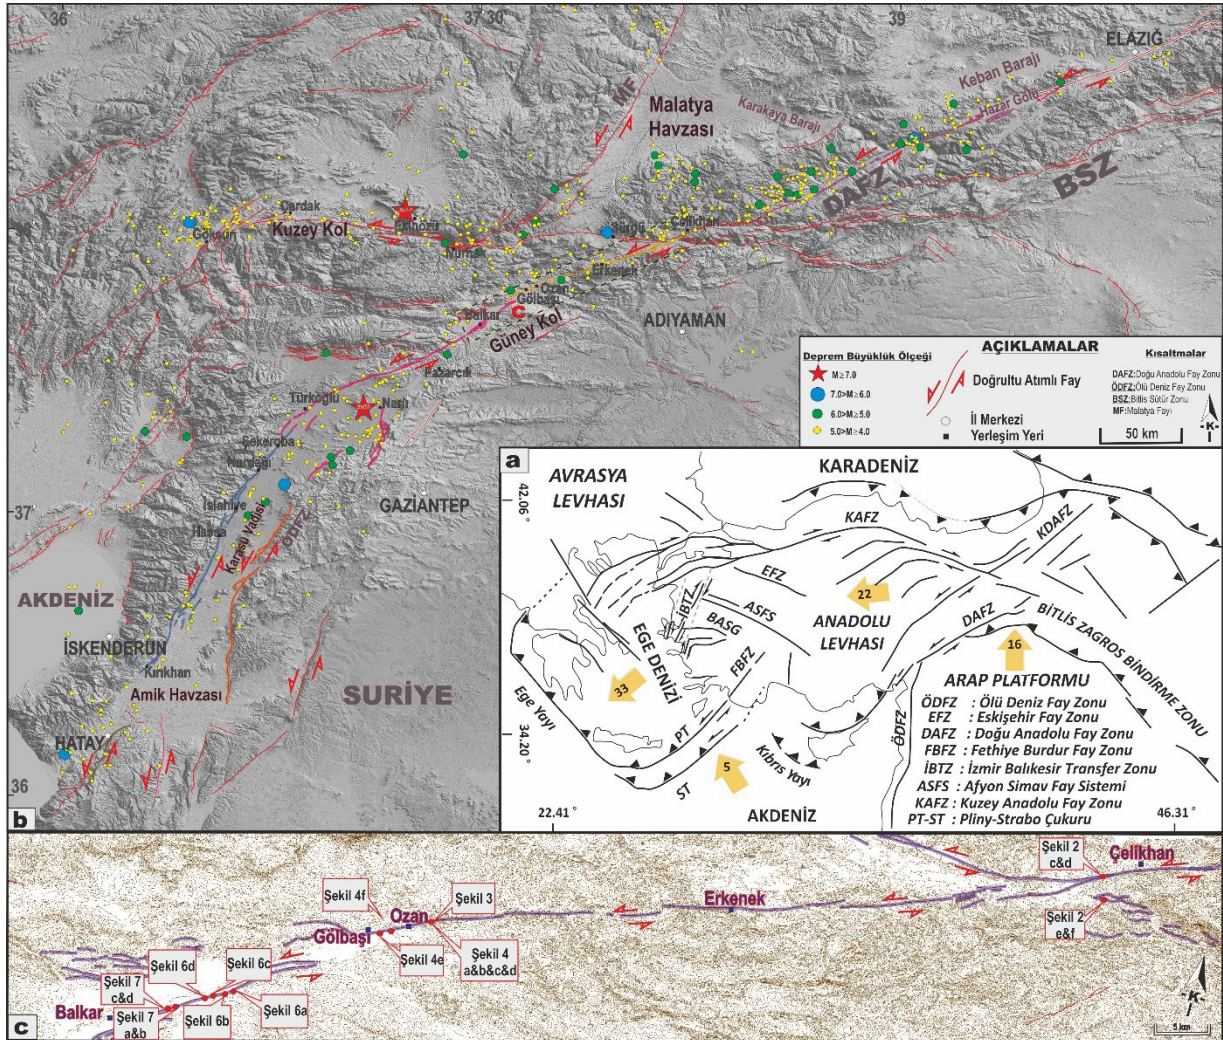 36°
37°30'
39
ELAZIĞ
Keban Barajı
Hazar Gölü
MF
Malatya
Havzası
Karakaya Barajı
DAFZ
BSZ
Çardak
Göksun
Kuzey Kol
Ekinözü
Nurhak
Sürgü
Çelikhan
Erkenek
Ozan
Gölbaşı
Balkar
C
Güney Kol
ADIYAMAN
Pazarcık
Türkoğlu
Narlı
Şekeroba
Nurdağı
GAZİANTEP
İslahiye
Hassa
Karasu Vadisi
ÖDFZ
37°
AKDENİZ
İSKENDERUN
Kırıkhan
Amik Havzası
SURİYE
HATAY
36
b
AÇIKLAMALAR
Deprem Büyüklük Ölçeği
M≥7.0
7.0>M≥6.0
6.0>M≥5.0
5.0>M≥4.0
Doğrultu Atımlı Fay
İl Merkezi
Yerleşim Yeri
Kısaltmalar
DAFZ:Doğu Anadolu Fay Zonu
ÖDFZ:Ölü Deniz Fay Zonu
BSZ:Bitlis Sütür Zonu
MF:Malatya Fayı
50 km
-K-
a
AVRASYA
LEVHASI
KARADENİZ
42.06
KAFZ
KDAFZ
EFZ
22
İBTZ
ASFS
BASG
ANADOLU
LEVHASI
DAFZ
BİTLİS ZAGROS BİNDİRME ZONU
EGE DENİZİ
FBFZ
16
33
Ege Yayı
PT
ST
5
Kıbrıs Yayı
ÖDFZ
34.20
ARAP PLATFORMU
ÖDFZ : Ölü Deniz Fay Zonu
EFZ : Eskişehir Fay Zonu
DAFZ : Doğu Anadolu Fay Zonu
FBFZ : Fethiye Burdur Fay Zonu
İBTZ : İzmir Balıkesir Transfer Zonu
ASFS : Afyon Simav Fay Sistemi
KAFZ : Kuzey Anadolu Fay Zonu
PT-ST : Pliny-Strabo Çukuru
22.41°
AKDENİZ
46.31°
Şekil 2
c&d
Çelikhan
Şekil 4f
Ozan
Şekil 3
Erkenek
Gölbaşı
Şekil 2
e&f
Şekil 6d
Şekil 6c
Şekil 4e
Şekil 4
a&b&c&d
Şekil 7
c&d
Balkar
Şekil 7
a&b
Şekil 6b
Şekil 6a
-K-
5 km
c